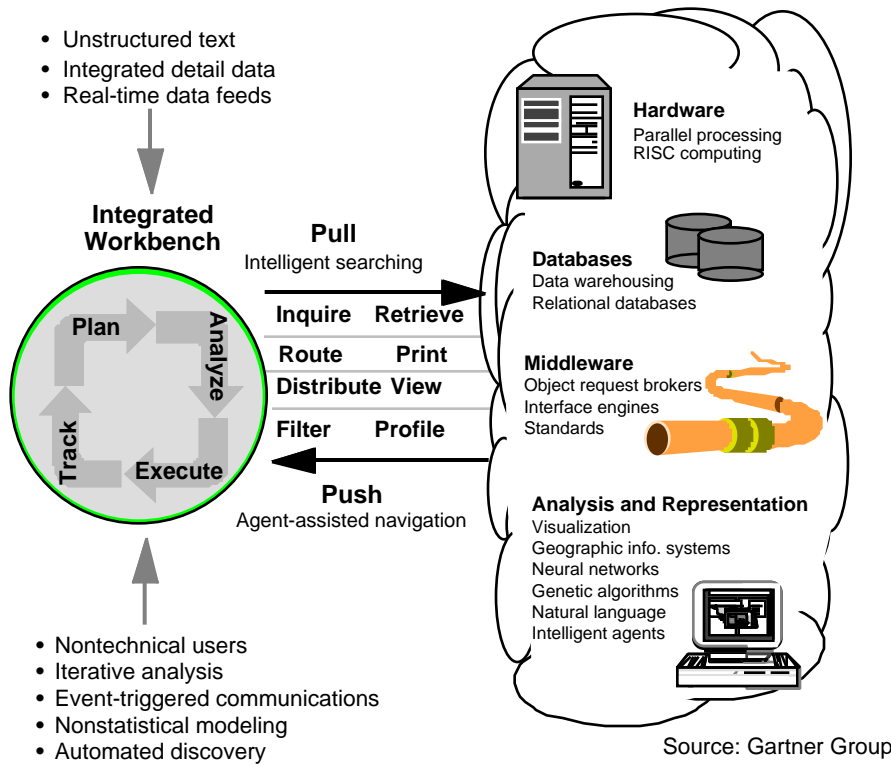 • Unstructured text
• Integrated detail data
• Real-time data feeds
Integrated
Workbench
Plan
Analyze
Execute
Track
Pull
Intelligent searching
Inquire Retrieve
Route Print
Distribute View
Filter Profile
Push
Agent-assisted navigation
• Nontechnical users
• Iterative analysis
• Event-triggered communications
• Nonstatistical modeling
• Automated discovery
Hardware
Parallel processing
RISC computing
Databases
Data warehousing
Relational databases
Middleware
Object request brokers
Interface engines
Standards
Analysis and Representation
Visualization
Geographic info. systems
Neural networks
Genetic algorithms
Natural language
Intelligent agents
Source: Gartner Group